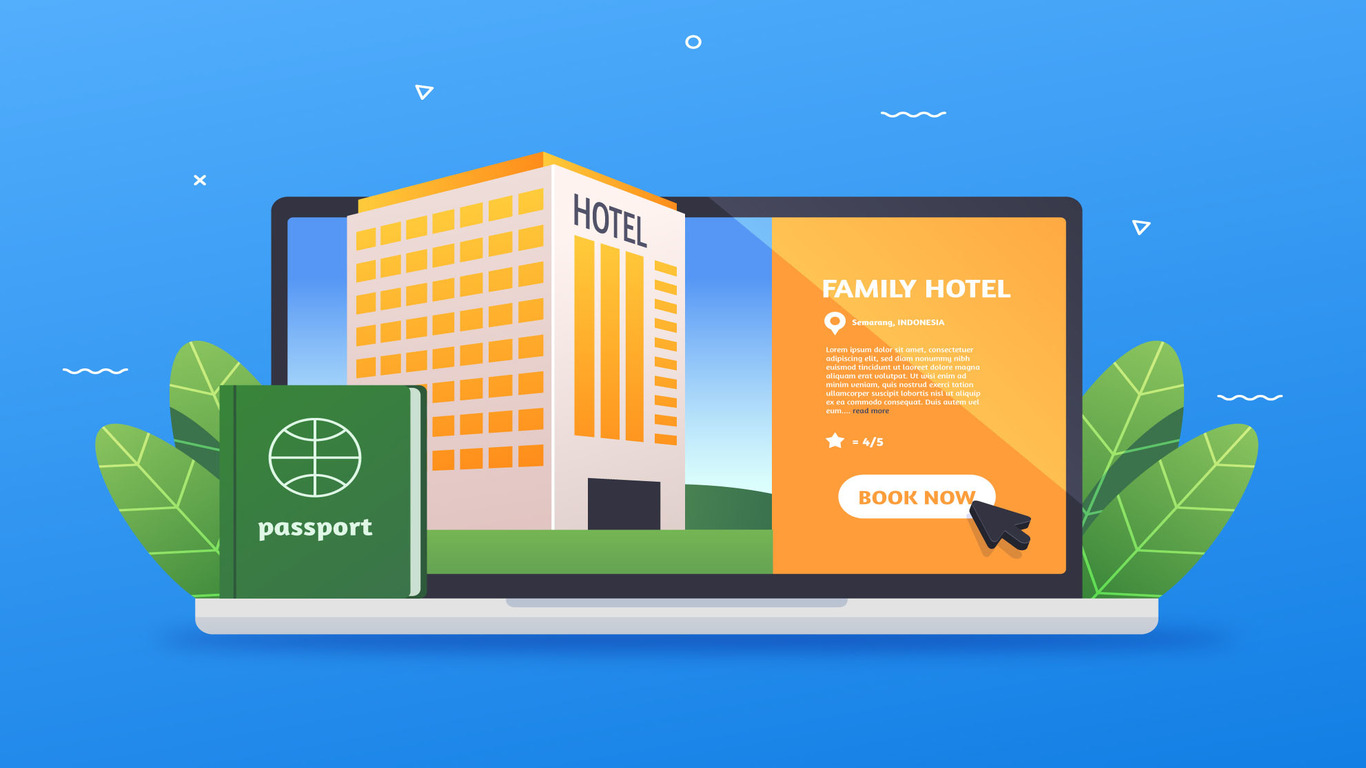 HOTEL
FAMILY HOTEL
Semarang, INDONESIA
Lorem ipsum dolor sit amet, consectetuer
adipiscing elit, sed diam nonummy nibh
euismod tincidunt ut laoreet dolore magna
aliquam erat volutpat. Ut wisi enim ad
minim veniam, quis nostrud exerci tation
ullamcorper suscipit lobortis nisl ut aliquip
ex ea commodo consequat. Duis autem vel
eum.... read more
= 4/5
BOOK NOW
passport